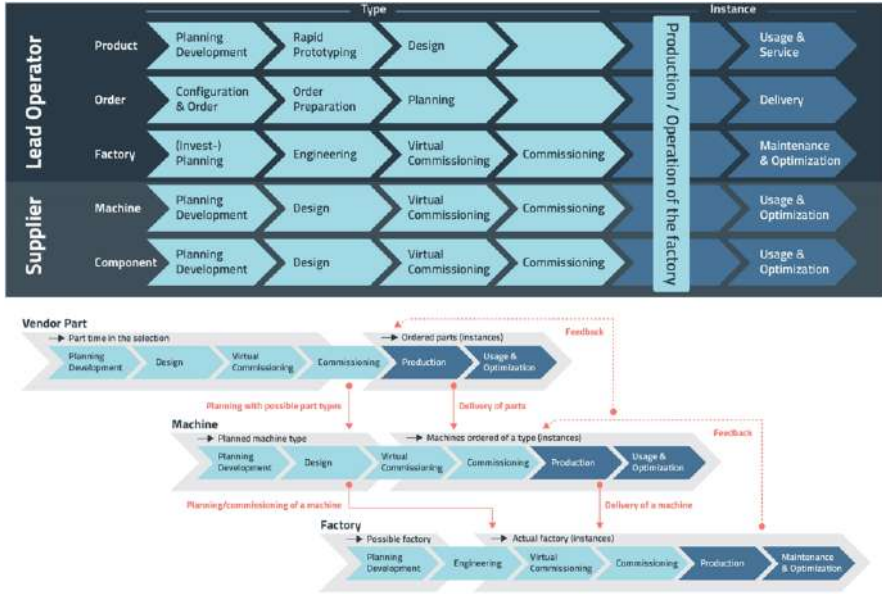 Type
Instance
Lead Operator
Supplier
Product
Planning
Development
Rapid
Prototyping
Design
Usage &
Service
Order
Configuration
& Order
Order
Preparation
Planning
Delivery
Factory
(Invest-)
Planning
Engineering
Virtual
Commissioning
Commissioning
Maintenance
& Optimization
Machine
Planning
Development
Design
Virtual
Commissioning
Commissioning
Usage &
Optimization
Component
Planning
Development
Design
Virtual
Commissioning
Commissioning
Usage &
Optimization
Production / Operation of the factory
Vendor Part
Part time in the selection
Ordered parts (instances)
Feedback
Planning
Development
Design
Virtual
Commissioning
Commissioning
Production
Usage &
Optimization
Planning with possible part types
Delivery of parts
Machine
Planned machine type
Machines ordered of a type (instances)
Feedback
Planning
Development
Design
Virtual
Commissioning
Commissioning
Production
Usage &
Optimization
Planning/commissioning of a machine
Delivery of a machine
Factory
Possible factory
Actual factory (instances)
Planning
Development
Engineering
Virtual
Commissioning
Commissioning
Production
Maintenance
& Optimization